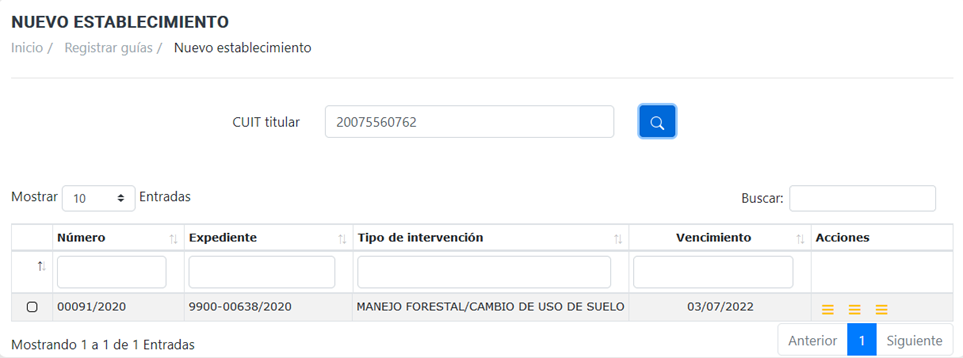 NUEVO ESTABLECIMIENTO
Inicio / Registrar guías / Nuevo establecimiento
CUIT titular 20075560762
Mostrar 10 Entradas Buscar:
Número Expediente Tipo de intervención Vencimiento Acciones
00091/2020 9900-00638/2020 MANEJO FORESTAL/CAMBIO DE USO DE SUELO 03/07/2022
Mostrando 1 a 1 de 1 Entradas Anterior 1 Siguiente